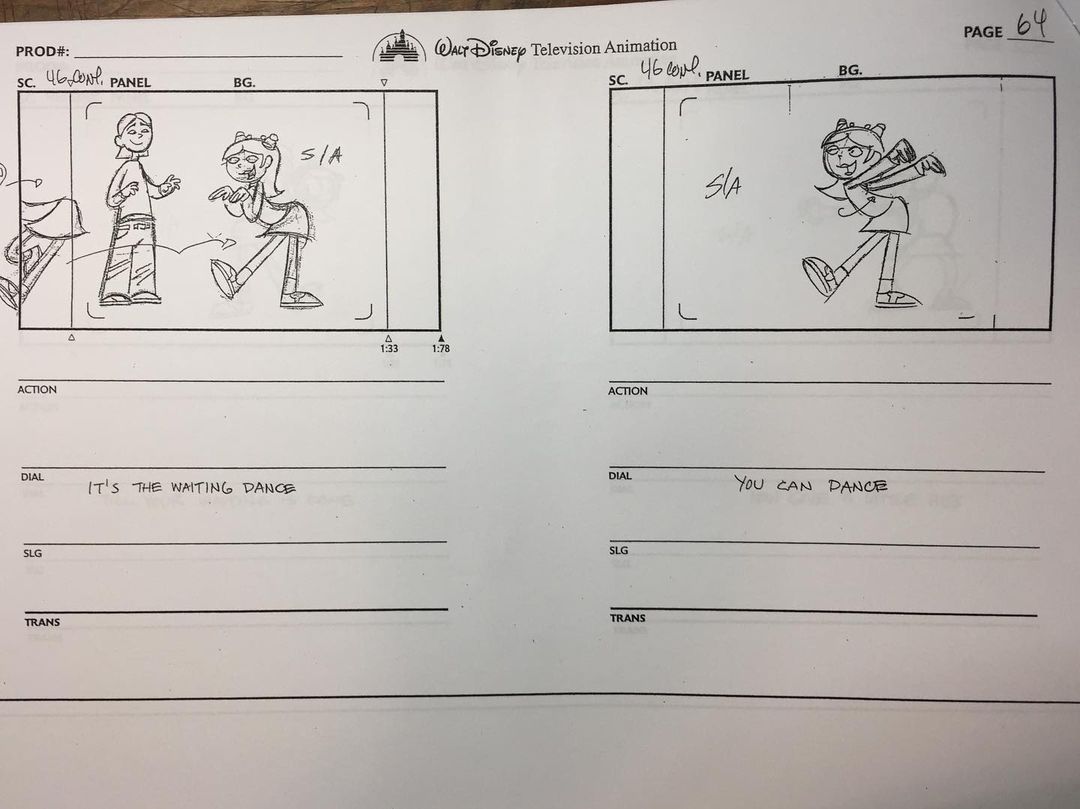 PROD#:
WALT DISNEY Television Animation
PAGE 64
SC. 46 CONT. PANEL BG.
S/A
1:33 1:78
ACTION
DIAL IT'S THE WAITING DANCE
SLG
TRANS
SC. 46 CONT. PANEL BG.
S/A
ACTION
DIAL YOU CAN DANCE
SLG
TRANS